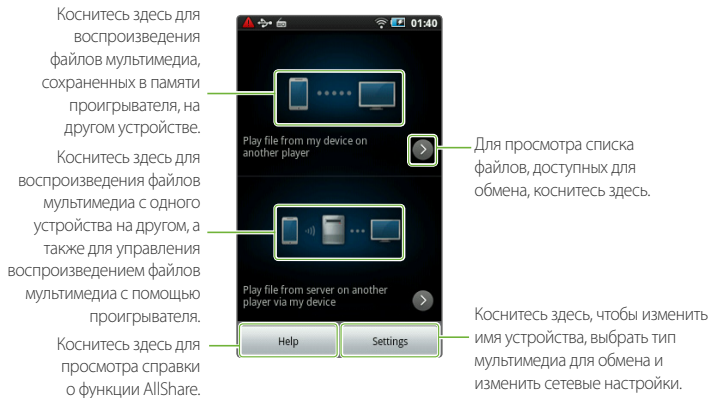 Коснитесь здесь для
воспроизведения
файлов мультимедиа,
сохраненных в памяти
проигрывателя, на
другом устройстве.
Коснитесь здесь для
воспроизведения файлов
мультимедиа с одного
устройства на другом, а
также для управления
воспроизведением файлов
мультимедиа с помощью
проигрывателя.
Коснитесь здесь для
просмотра справки
о функции AllShare.
01:40
Play file from my device on
another player
Play file from server on another
player via my device
Help
Settings
Для просмотра списка
файлов, доступных для
обмена, коснитесь здесь.
Коснитесь здесь, чтобы изменить
имя устройства, выбрать тип
мультимедиа для обмена и
изменить сетевые настройки.